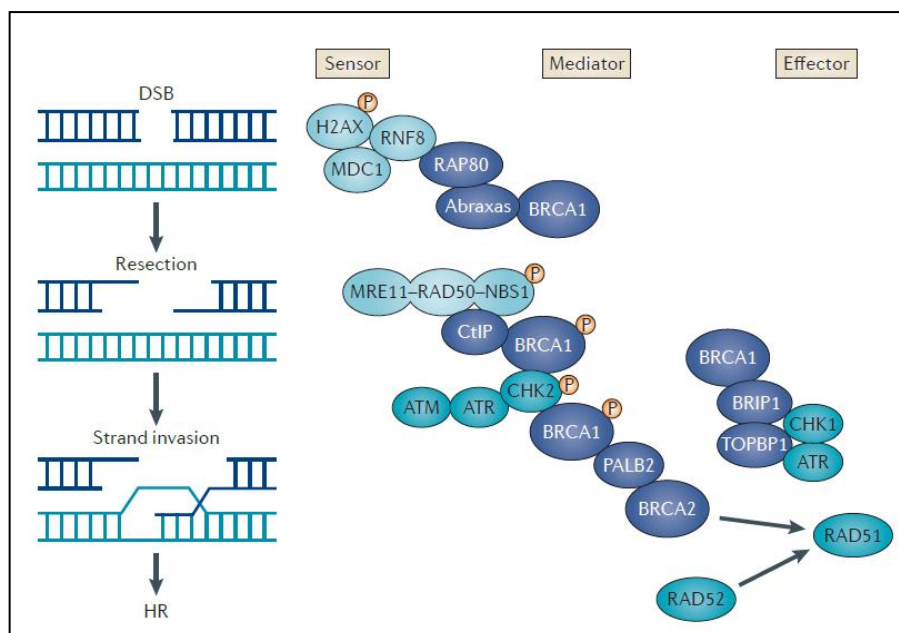 Sensor
Mediator
Effector
DSB
P
H2AX
RNF8
MDC1
RAP80
Abraxas
BRCA1
Resection
P
MRE11–RAD50–NBS1
CtIP
BRCA1
P
BRCA1
ATM
ATR
CHK2
P
BRIP1
CHK1
Strand invasion
BRCA1
P
TOPBP1
ATR
PALB2
BRCA2
RAD51
RAD52
HR